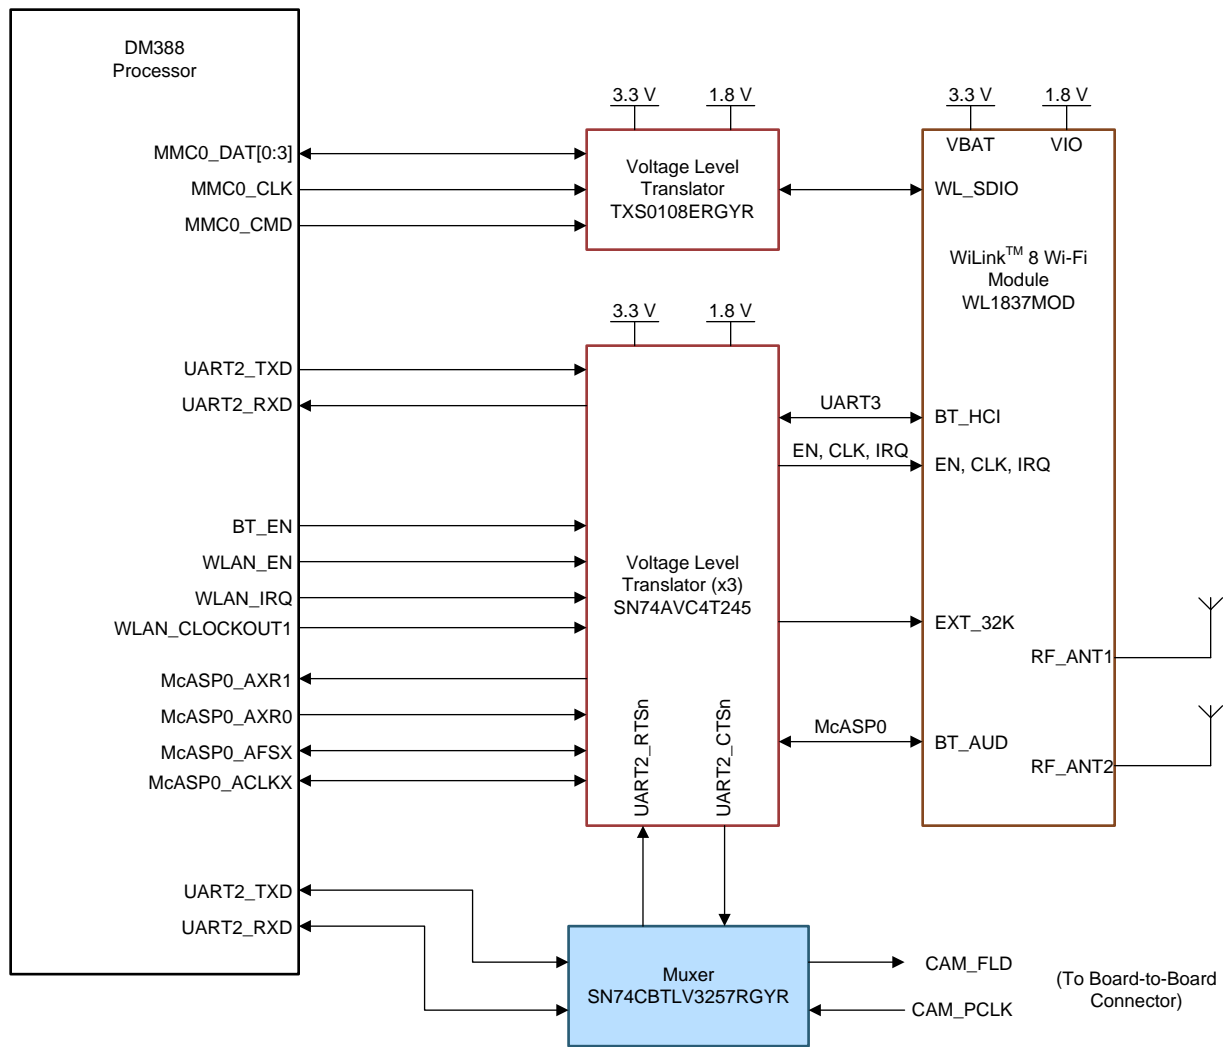 DM388
Processor
3.3 V
1.8 V
3.3 V
1.8 V
VBAT
VIO
MMC0_DAT[0:3]
MMC0_CLK
MMC0_CMD
Voltage Level
Translator
TXS0108ERGYR
WL_SDIO
WiLink™ 8 Wi-Fi
Module
WL1837MOD
3.3 V
1.8 V
UART2_TXD
UART2_RXD
UART3
BT_HCI
EN, CLK, IRQ
EN, CLK, IRQ
BT_EN
WLAN_EN
WLAN_IRQ
WLAN_CLOCKOUT1
Voltage Level
Translator (x3)
SN74AVC4T245
EXT_32K
RF_ANT1
McASP0_AXR1
McASP0_AXR0
McASP0_AFSX
McASP0_ACLKX
UART2_RTSn
UART2_CTSn
McASP0
BT_AUD
RF_ANT2
UART2_TXD
UART2_RXD
Muxer
SN74CBTLV3257RGYR
CAM_FLD
CAM_PCLK
(To Board-to-Board
Connector)